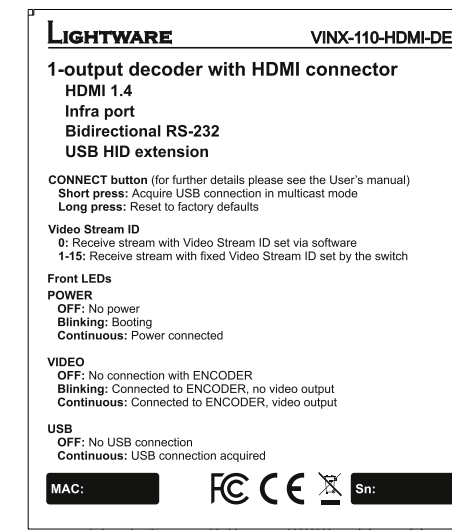 LIGHTWARE VINX-110-HDMI-DE
1-output decoder with HDMI connector
HDMI 1.4
Infra port
Bidirectional RS-232
USB HID extension
CONNECT button (for further details please see the User's manual)
Short press: Acquire USB connection in multicast mode
Long press: Reset to factory defaults
Video Stream ID
0: Receive stream with Video Stream ID set via software
1-15: Receive stream with fixed Video Stream ID set by the switch
Front LEDs
POWER
OFF: No power
Blinking: Booting
Continuous: Power connected
VIDEO
OFF: No connection with ENCODER
Blinking: Connected to ENCODER, no video output
Continuous: Connected to ENCODER, video output
USB
OFF: No USB connection
Continuous: USB connection acquired
MAC: FC CE Sn: